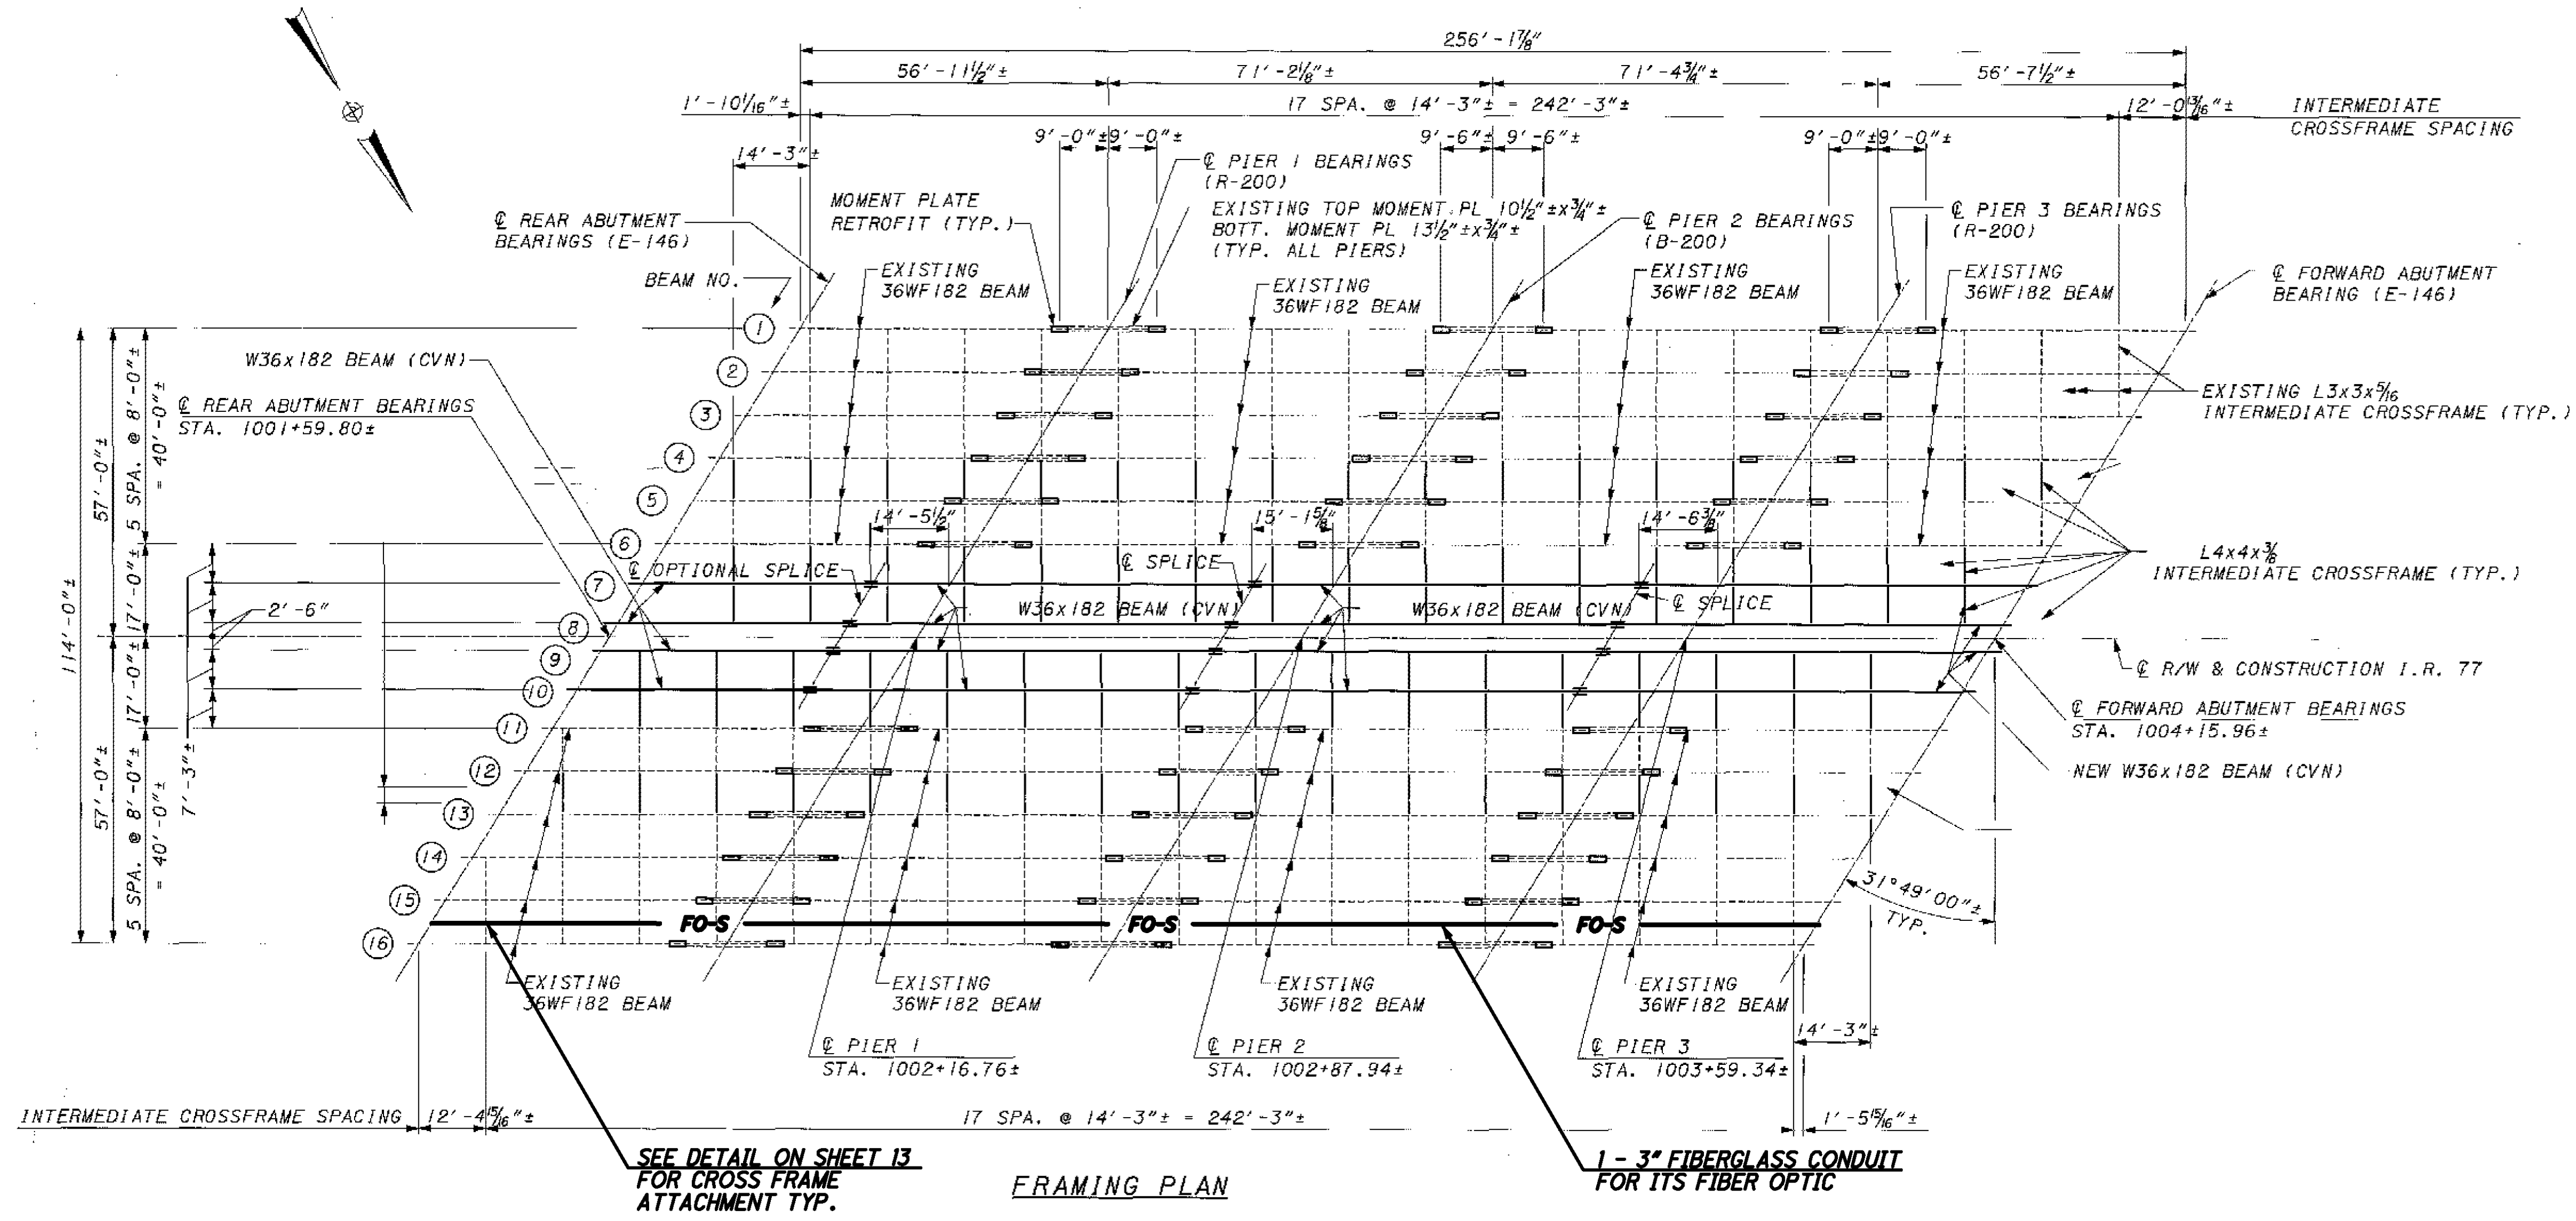 256'-1⅞"
56'-11½"±
71'-2⅛"±
71'-4¾"±
56'-7½"±
1'-10¹⁄₁₆"±
17 SPA. @ 14'-3"± = 242'-3"±
12'-0¹³⁄₁₆"±
INTERMEDIATE
CROSSFRAME SPACING
14'-3"±
9'-0"±
9'-0"±
9'-6"±
9'-6"±
9'-0"±
9'-0"±
℄ PIER 1 BEARINGS
(R-200)
MOMENT PLATE
RETROFIT (TYP.)
EXISTING TOP MOMENT PL 10½"±x¾"±
BOTT. MOMENT PL 13½"±x¾"±
(TYP. ALL PIERS)
℄ REAR ABUTMENT
BEARINGS (E-146)
℄ PIER 2 BEARINGS
(B-200)
℄ PIER 3 BEARINGS
(R-200)
BEAM NO.
EXISTING
36WF182 BEAM
EXISTING
36WF182 BEAM
EXISTING
36WF182 BEAM
EXISTING
36WF182 BEAM
℄ FORWARD ABUTMENT
BEARING (E-146)
1
2
3
4
5
6
7
8
9
10
11
12
13
14
15
16
W36x182 BEAM (CVN)
℄ REAR ABUTMENT BEARINGS
STA. 1001+59.80±
EXISTING L3x3x⁵⁄₁₆
INTERMEDIATE CROSSFRAME (TYP.)
114'-0"±
57'-0"±
57'-0"±
5 SPA. @ 8'-0"±
= 40'-0"±
17'-0"±
17'-0"±
5 SPA. @ 8'-0"±
= 40'-0"±
7'-3"±
2'-6"
14'-5½"
15'-1⅝"
14'-6⅜"
℄ OPTIONAL SPLICE
℄ SPLICE
℄ SPLICE
W36x182 BEAM (CVN)
W36x182 BEAM (CVN)
L4x4x⅜
INTERMEDIATE CROSSFRAME (TYP.)
℄ R/W & CONSTRUCTION I.R. 77
℄ FORWARD ABUTMENT BEARINGS
STA. 1004+15.96±
NEW W36x182 BEAM (CVN)
31°49'00"±
TYP.
FO-S
FO-S
FO-S
EXISTING
36WF182 BEAM
EXISTING
36WF182 BEAM
EXISTING
36WF182 BEAM
EXISTING
36WF182 BEAM
14'-3"±
℄ PIER 1
STA. 1002+16.76±
℄ PIER 2
STA. 1002+87.94±
℄ PIER 3
STA. 1003+59.34±
INTERMEDIATE CROSSFRAME SPACING
12'-4¹⁵⁄₁₆"±
17 SPA. @ 14'-3"± = 242'-3"±
1'-5¹⁵⁄₁₆"±
SEE DETAIL ON SHEET 13
FOR CROSS FRAME
ATTACHMENT TYP.
FRAMING PLAN
1 - 3" FIBERGLASS CONDUIT
FOR ITS FIBER OPTIC